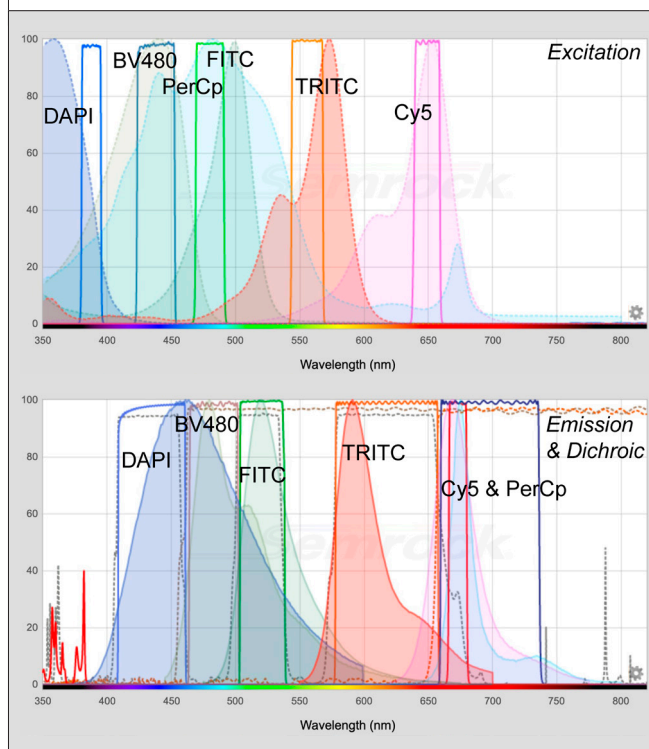 Excitation
BV480
FITC
PerCp
TRITC
DAPI
Cy5
Semrock
100
80
60
40
20
0
350
400
450
500
550
600
650
700
750
800
Wavelength (nm)
Emission
& Dichroic
BV480
DAPI
FITC
TRITC
Cy5 & PerCp
Semrock
100
80
60
40
20
0
350
400
450
500
550
600
650
700
750
800
Wavelength (nm)